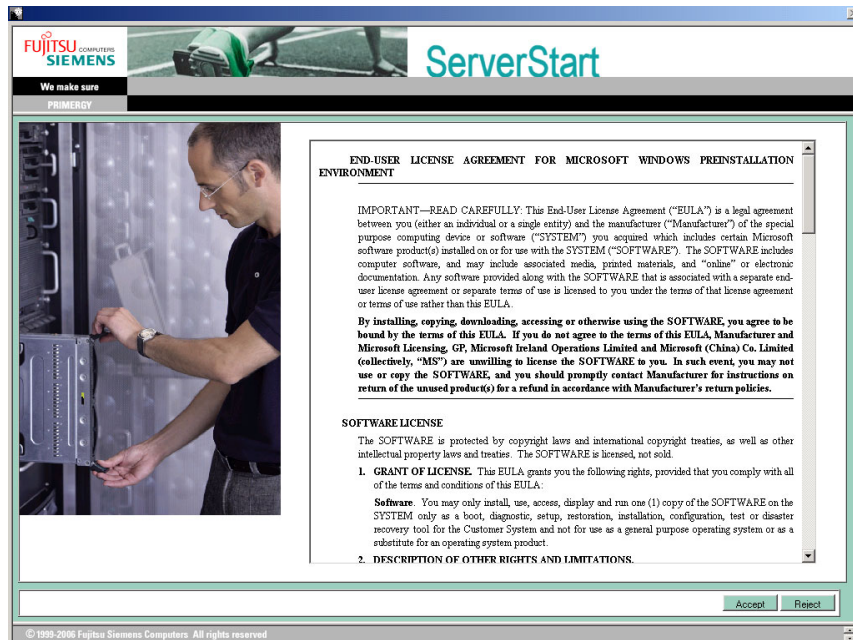 FUJITSU COMPUTERS
SIEMENS
ServerStart
We make sure
PRIMERGY
END-USER LICENSE AGREEMENT FOR MICROSOFT WINDOWS PREINSTALLATION
ENVIRONMENT
IMPORTANT—READ CAREFULLY: This End-User License Agreement (“EULA”) is a legal agreement
between you (either an individual or a single entity) and the manufacturer (“Manufacturer”) of the special
purpose computing device or software (“SYSTEM”) you acquired which includes certain Microsoft
software product(s) installed on or for use with the SYSTEM (“SOFTWARE”). The SOFTWARE includes
computer software, and may include associated media, printed materials, and “online” or electronic
documentation. Any software provided along with the SOFTWARE that is associated with a separate end-
user license agreement or separate terms of use is licensed to you under the terms of that license agreement
or terms of use rather than this EULA.
By installing, copying, downloading, accessing or otherwise using the SOFTWARE, you agree to be
bound by the terms of this EULA. If you do not agree to the terms of this EULA, Manufacturer and
Microsoft Licensing, GP, Microsoft Ireland Operations Limited and Microsoft (China) Co. Limited
(collectively, “MS”) are unwilling to license the SOFTWARE to you. In such event, you may not
use or copy the SOFTWARE, and you should promptly contact Manufacturer for instructions on
return of the unused product(s) for a refund in accordance with Manufacturer's return policies.
SOFTWARE LICENSE
The SOFTWARE is protected by copyright laws and international copyright treaties, as well as other
intellectual property laws and treaties. The SOFTWARE is licensed, not sold.
1. GRANT OF LICENSE. This EULA grants you the following rights, provided that you comply with all
of the terms and conditions of this EULA:
Software. You may only install, use, access, display and run one (1) copy of the SOFTWARE on the
SYSTEM only as a boot, diagnostic, setup, restoration, installation, configuration, test or disaster
recovery tool for the Customer System and not for use as a general purpose operating system or as a
substitute for an operating system product.
2. DESCRIPTION OF OTHER RIGHTS AND LIMITATIONS.
Accept Reject
© 1999-2006 Fujitsu Siemens Computers All rights reserved